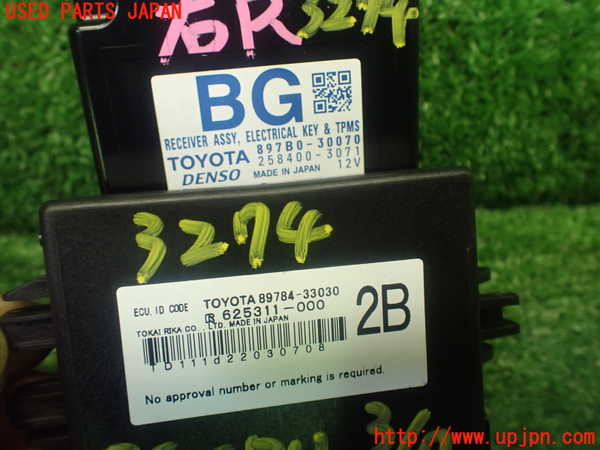 USED PARTS JAPAN
右R 3274
BG
RECEIVER ASSY, ELECTRICAL KEY & TPMS
TOYOTA 897B0-30070
DENSO 258400-3071
MADE IN JAPAN 12V
3274
ECU, ID CODE TOYOTA 89784-33030
R 625311-000
2B
TOKAI RIKA CO., LTD. MADE IN JAPAN
1D111d22030708
No approval number or marking is required.
http://www.upjpn.com